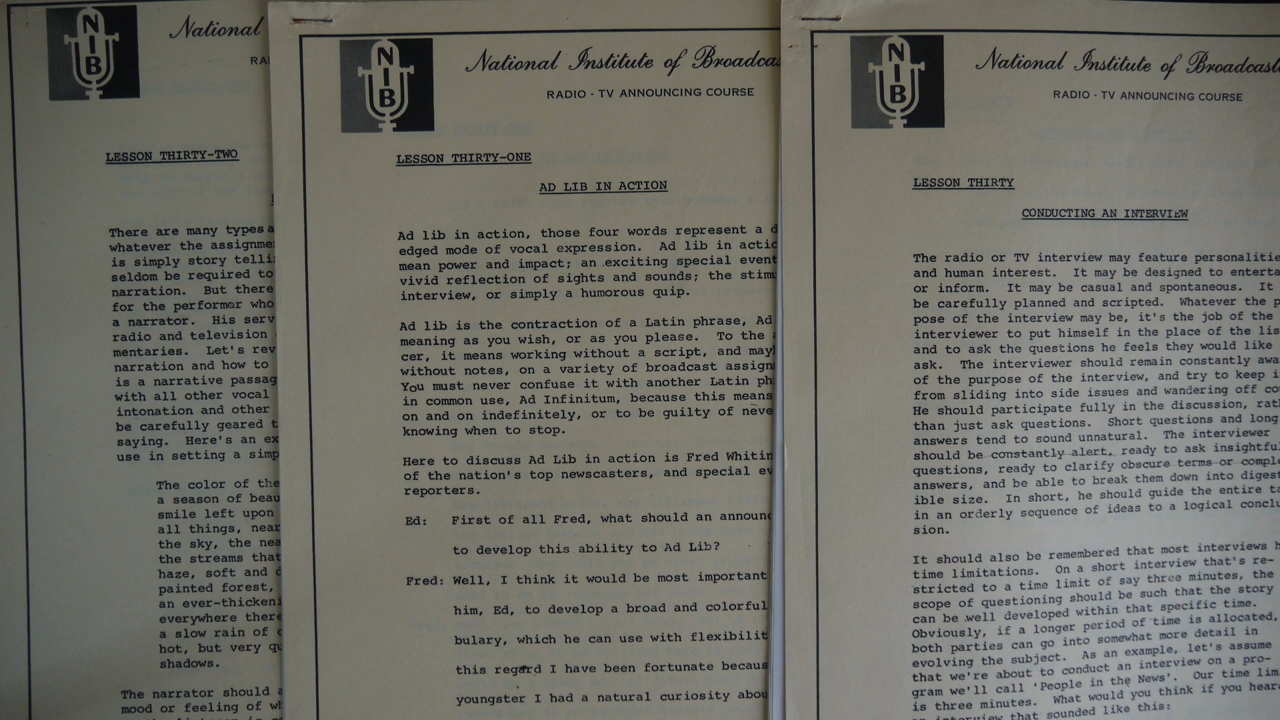 NIB
National
LESSON THIRTY-TWO
There are many types a
whatever the assignme
is simply story telli
seldom be required to
narration. But there
for the performer who
a narrator. His serv
radio and television
mentaries. Let's rev
narration and how to
is a narrative passag
with all other vocal
intonation and other
be carefully geared t
saying. Here's an ex
use in setting a simp
The color of the
a season of beau
smile left upon
all things, near
the sky, the nea
the streams that
haze, soft and
painted forest,
an ever-thickeni
everywhere there
a slow rain of
hot, but very qu
shadows.
The narrator should
mood or feeling of wh
NIB
National Institute of Broadcas
RADIO - TV ANNOUNCING COURSE
LESSON THIRTY-ONE
AD LIB IN ACTION
Ad lib in action, those four words represent a d
edged mode of vocal expression. Ad lib in actio
mean power and impact; an exciting special event
vivid reflection of sights and sounds; the stimu
interview, or simply a humorous quip.
Ad lib is the contraction of a Latin phrase, Ad
meaning as you wish, or as you please. To the
cer, it means working without a script, and mayb
without notes, on a variety of broadcast assignm
You must never confuse it with another Latin ph
in common use, Ad Infinitum, because this means
on and on indefinitely, or to be guilty of neve
knowing when to stop.
Here to discuss Ad Lib in action is Fred Whitin
of the nation's top newscasters, and special ev
reporters.
Ed: First of all Fred, what should an announc
to develop this ability to Ad Lib?
Fred: Well, I think it would be most important
him, Ed, to develop a broad and colorful
bulary, which he can use with flexibilit
this regard I have been fortunate becaus
youngster I had a natural curiosity abou
NIB
National Institute of Broadcasti
RADIO - TV ANNOUNCING COURSE
LESSON THIRTY
CONDUCTING AN INTERVIEW
The radio or TV interview may feature personalitie
and human interest. It may be designed to enterta
or inform. It may be casual and spontaneous. It
be carefully planned and scripted. Whatever the p
pose of the interview may be, it's the job of the
interviewer to put himself in the place of the lis
and to ask the questions he feels they would like
ask. The interviewer should remain constantly awa
of the purpose of the interview, and try to keep i
from sliding into side issues and wandering off co
He should participate fully in the discussion, rat
than just ask questions. Short questions and long
answers tend to sound unnatural. The interviewer
should be constantly alert, ready to ask insightfu
questions, ready to clarify obscure terms or comple
answers, and be able to break them down into digest
ible size. In short, he should guide the entire ta
in an orderly sequence of ideas to a logical conclu
sion.
It should also be remembered that most interviews h
time limitations. On a short interview that's re-
stricted to a time limit of say three minutes, the
scope of questioning should be such that the story
can be well developed within that specific time.
Obviously, if a longer period of time is allocated,
both parties can go into somewhat more detail in
evolving the subject. As an example, let's assume
that we're about to conduct an interview on a pro-
gram we'll call 'People in the News'. Our time lim
is three minutes. What would you think if you hear
an interview that sounded like this: